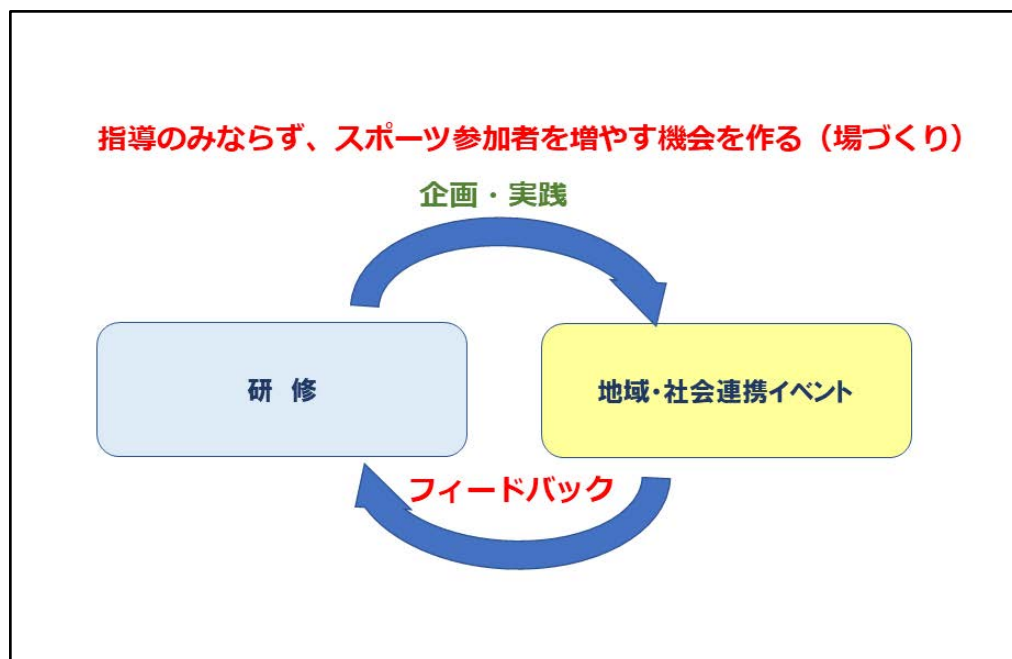 指導のみならず、スポーツ参加者を増やす機会を作る（場づくり）
企画・実践
研　修
地域・社会連携イベント
フィードバック